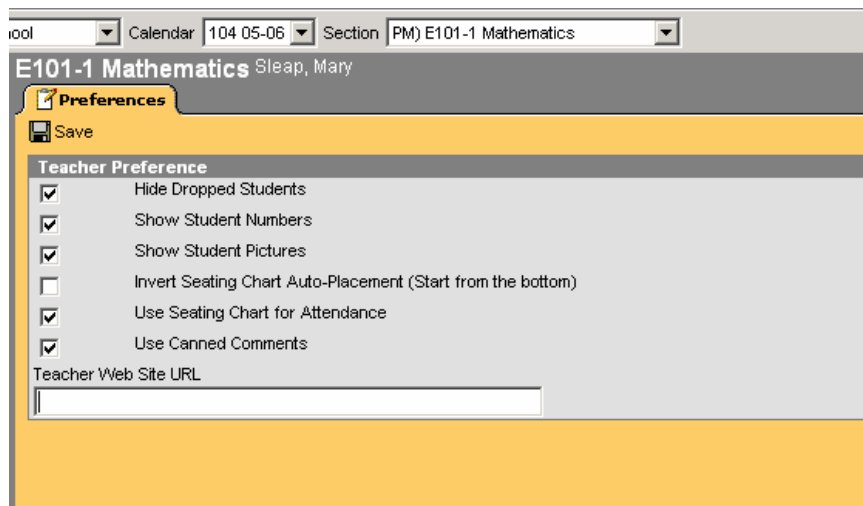 ool Calendar 104 05-06 Section PM) E101-1 Mathematics
E101-1 Mathematics Sleap, Mary
Preferences
Save
Teacher Preference
Hide Dropped Students
Show Student Numbers
Show Student Pictures
Invert Seating Chart Auto-Placement (Start from the bottom)
Use Seating Chart for Attendance
Use Canned Comments
Teacher Web Site URL